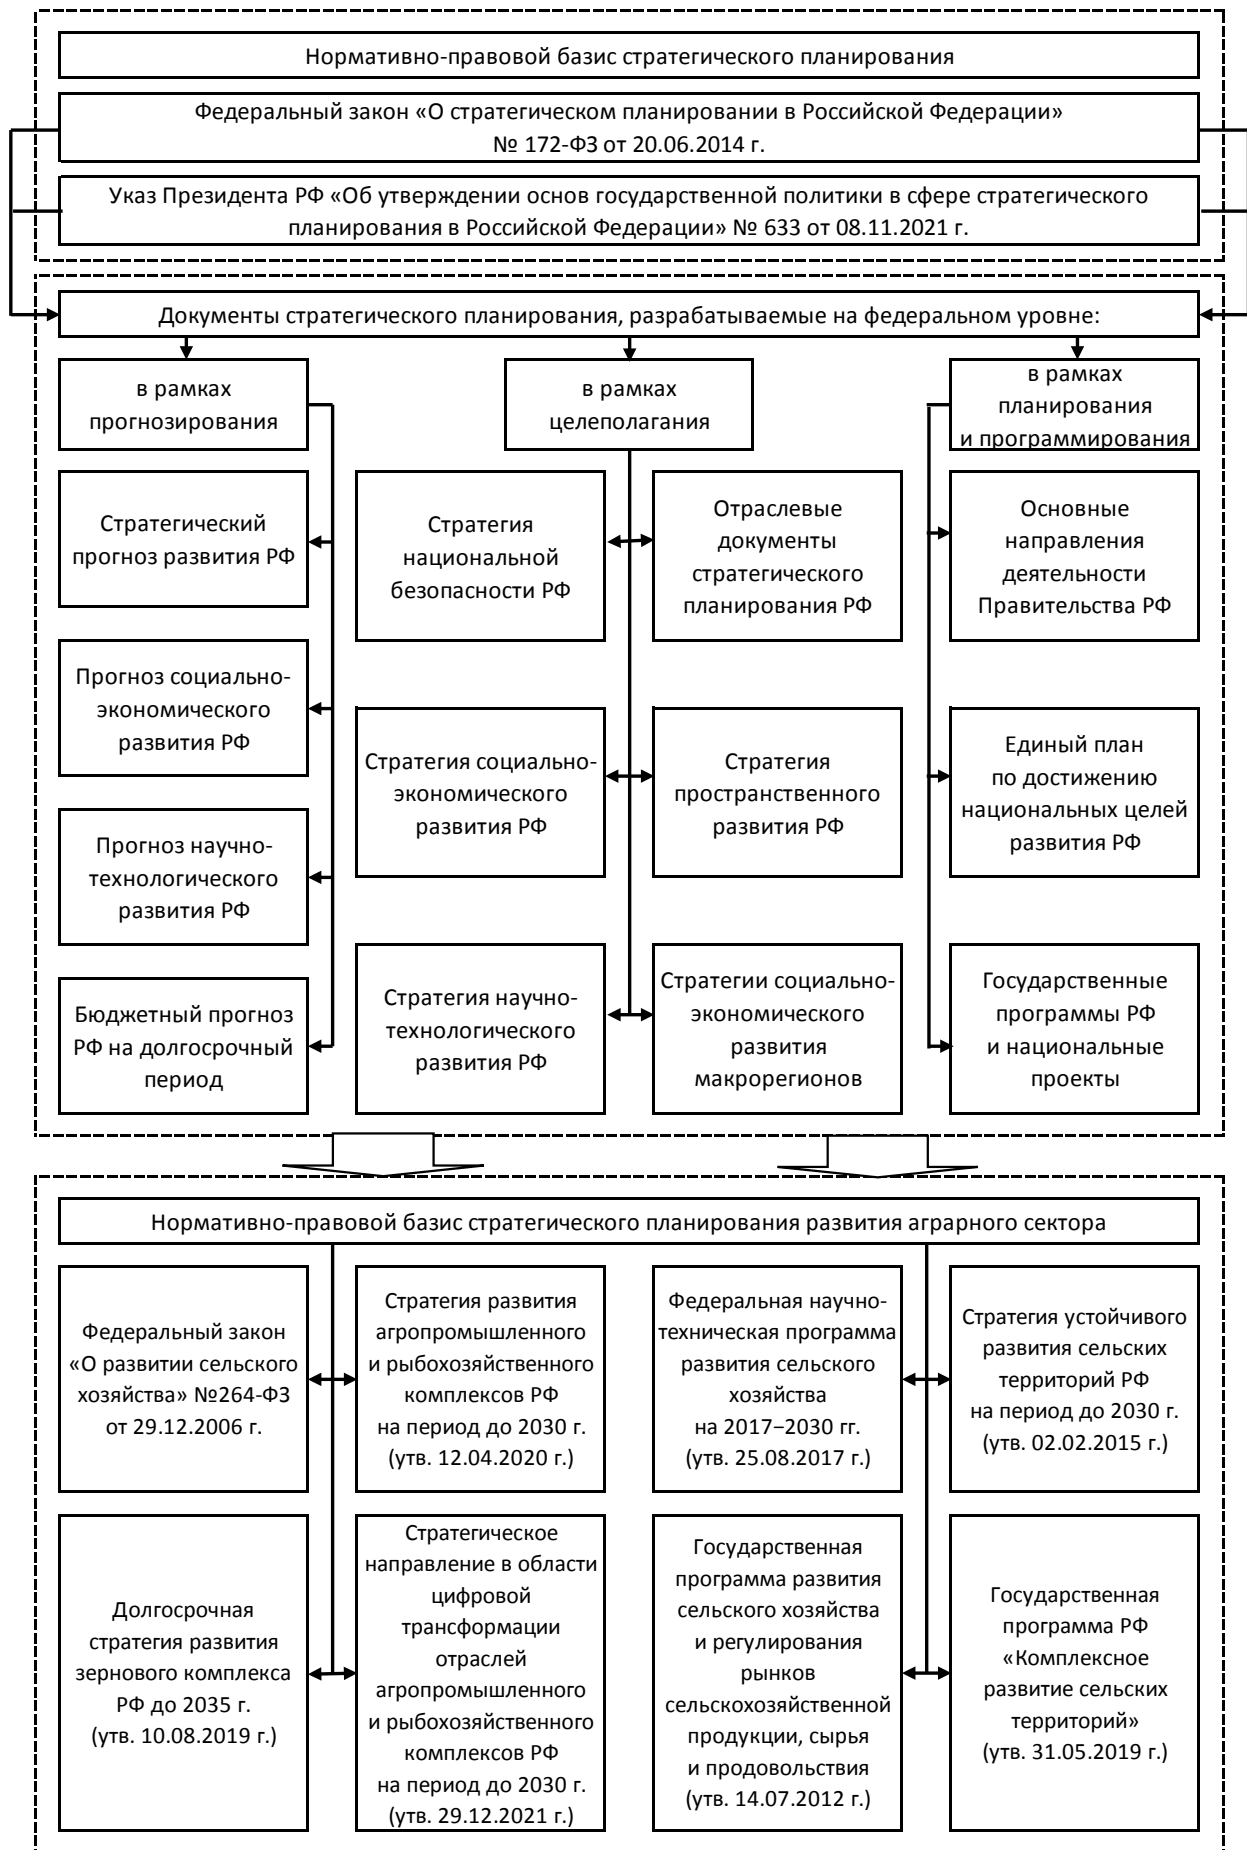 Нормативно-правовой базис стратегического планирования
Федеральный закон «О стратегическом планировании в Российской Федерации»
№ 172-ФЗ от 20.06.2014 г.
Указ Президента РФ «Об утверждении основ государственной политики в сфере стратегического
планирования в Российской Федерации» № 633 от 08.11.2021 г.
Документы стратегического планирования, разрабатываемые на федеральном уровне:
в рамках
прогнозирования
в рамках
целеполагания
в рамках
планирования
и программирования
Стратегический
прогноз развития РФ
Прогноз социально-
экономического
развития РФ
Прогноз научно-
технологического
развития РФ
Бюджетный прогноз
РФ на долгосрочный
период
Стратегия
национальной
безопасности РФ
Отраслевые
документы
стратегического
планирования РФ
Стратегия социально-
экономического
развития РФ
Стратегия
пространственного
развития РФ
Стратегия научно-
технологического
развития РФ
Стратегии социально-
экономического
развития
макрорегионов
Основные
направления
деятельности
Правительства РФ
Единый план
по достижению
национальных целей
развития РФ
Государственные
программы РФ
и национальные
проекты
Нормативно-правовой базис стратегического планирования развития аграрного сектора
Федеральный закон
«О развитии сельского
хозяйства» №264-ФЗ
от 29.12.2006 г.
Стратегия развития
агропромышленного
и рыбохозяйственного
комплексов РФ
на период до 2030 г.
(утв. 12.04.2020 г.)
Федеральная научно-
техническая программа
развития сельского
хозяйства
на 2017–2030 гг.
(утв. 25.08.2017 г.)
Стратегия устойчивого
развития сельских
территорий РФ
на период до 2030 г.
(утв. 02.02.2015 г.)
Долгосрочная
стратегия развития
зернового комплекса
РФ до 2035 г.
(утв. 10.08.2019 г.)
Стратегическое
направление в области
цифровой
трансформации
отраслей
агропромышленного
и рыбохозяйственного
комплексов РФ
на период до 2030 г.
(утв. 29.12.2021 г.)
Государственная
программа развития
сельского хозяйства
и регулирования
рынков
сельскохозяйственной
продукции, сырья
и продовольствия
(утв. 14.07.2012 г.)
Государственная
программа РФ
«Комплексное
развитие сельских
территорий»
(утв. 31.05.2019 г.)